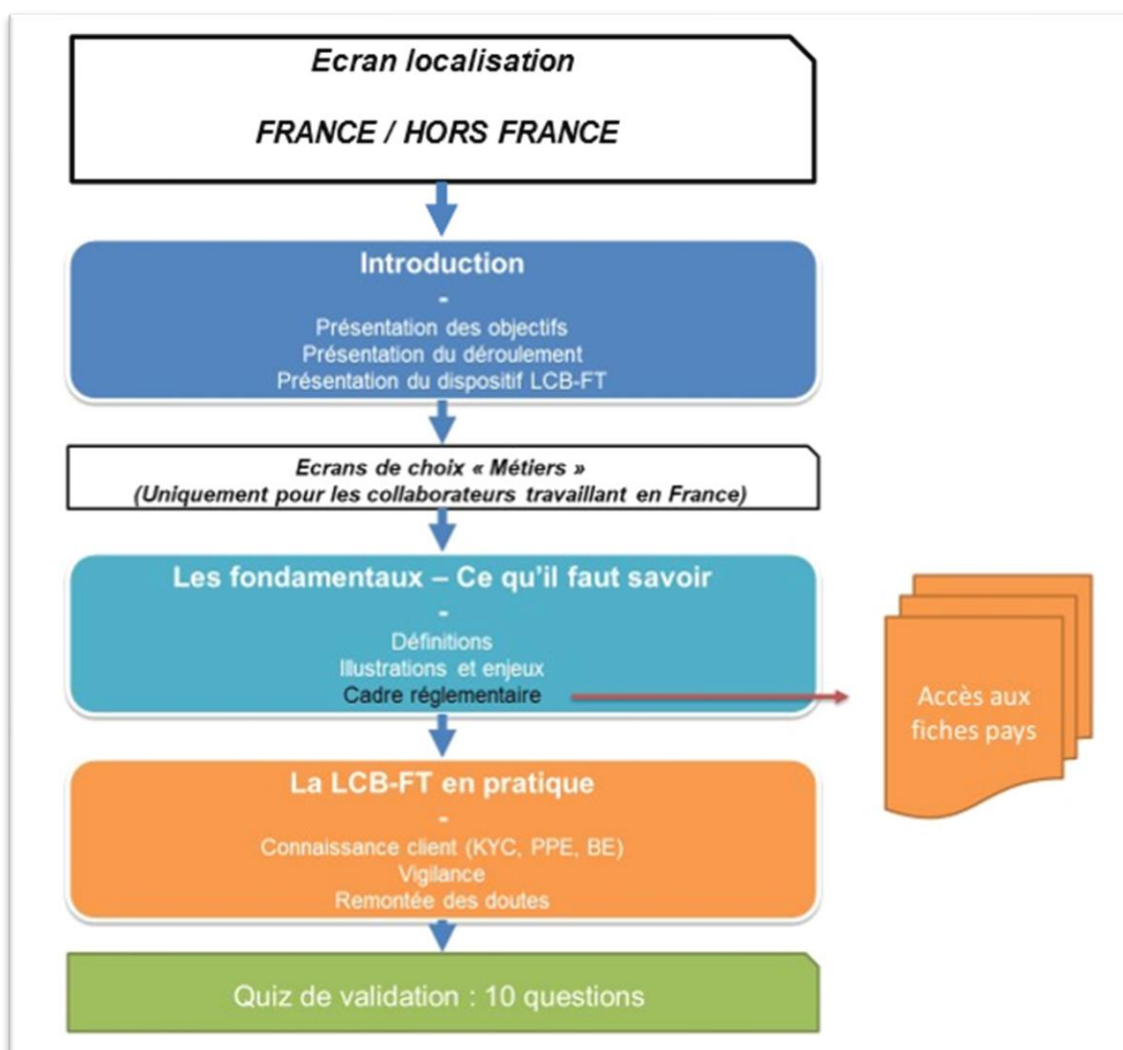 Ecran localisation
FRANCE / HORS FRANCE
Introduction
-
Présentation des objectifs
Présentation du déroulement
Présentation du dispositif LCB-FT
Ecrans de choix « Métiers »
(Uniquement pour les collaborateurs travaillant en France)
Les fondamentaux – Ce qu'il faut savoir
-
Définitions
Illustrations et enjeux
Cadre réglementaire
Accès aux
fiches pays
La LCB-FT en pratique
-
Connaissance client (KYC, PPE, BE)
Vigilance
Remontée des doutes
Quiz de validation : 10 questions